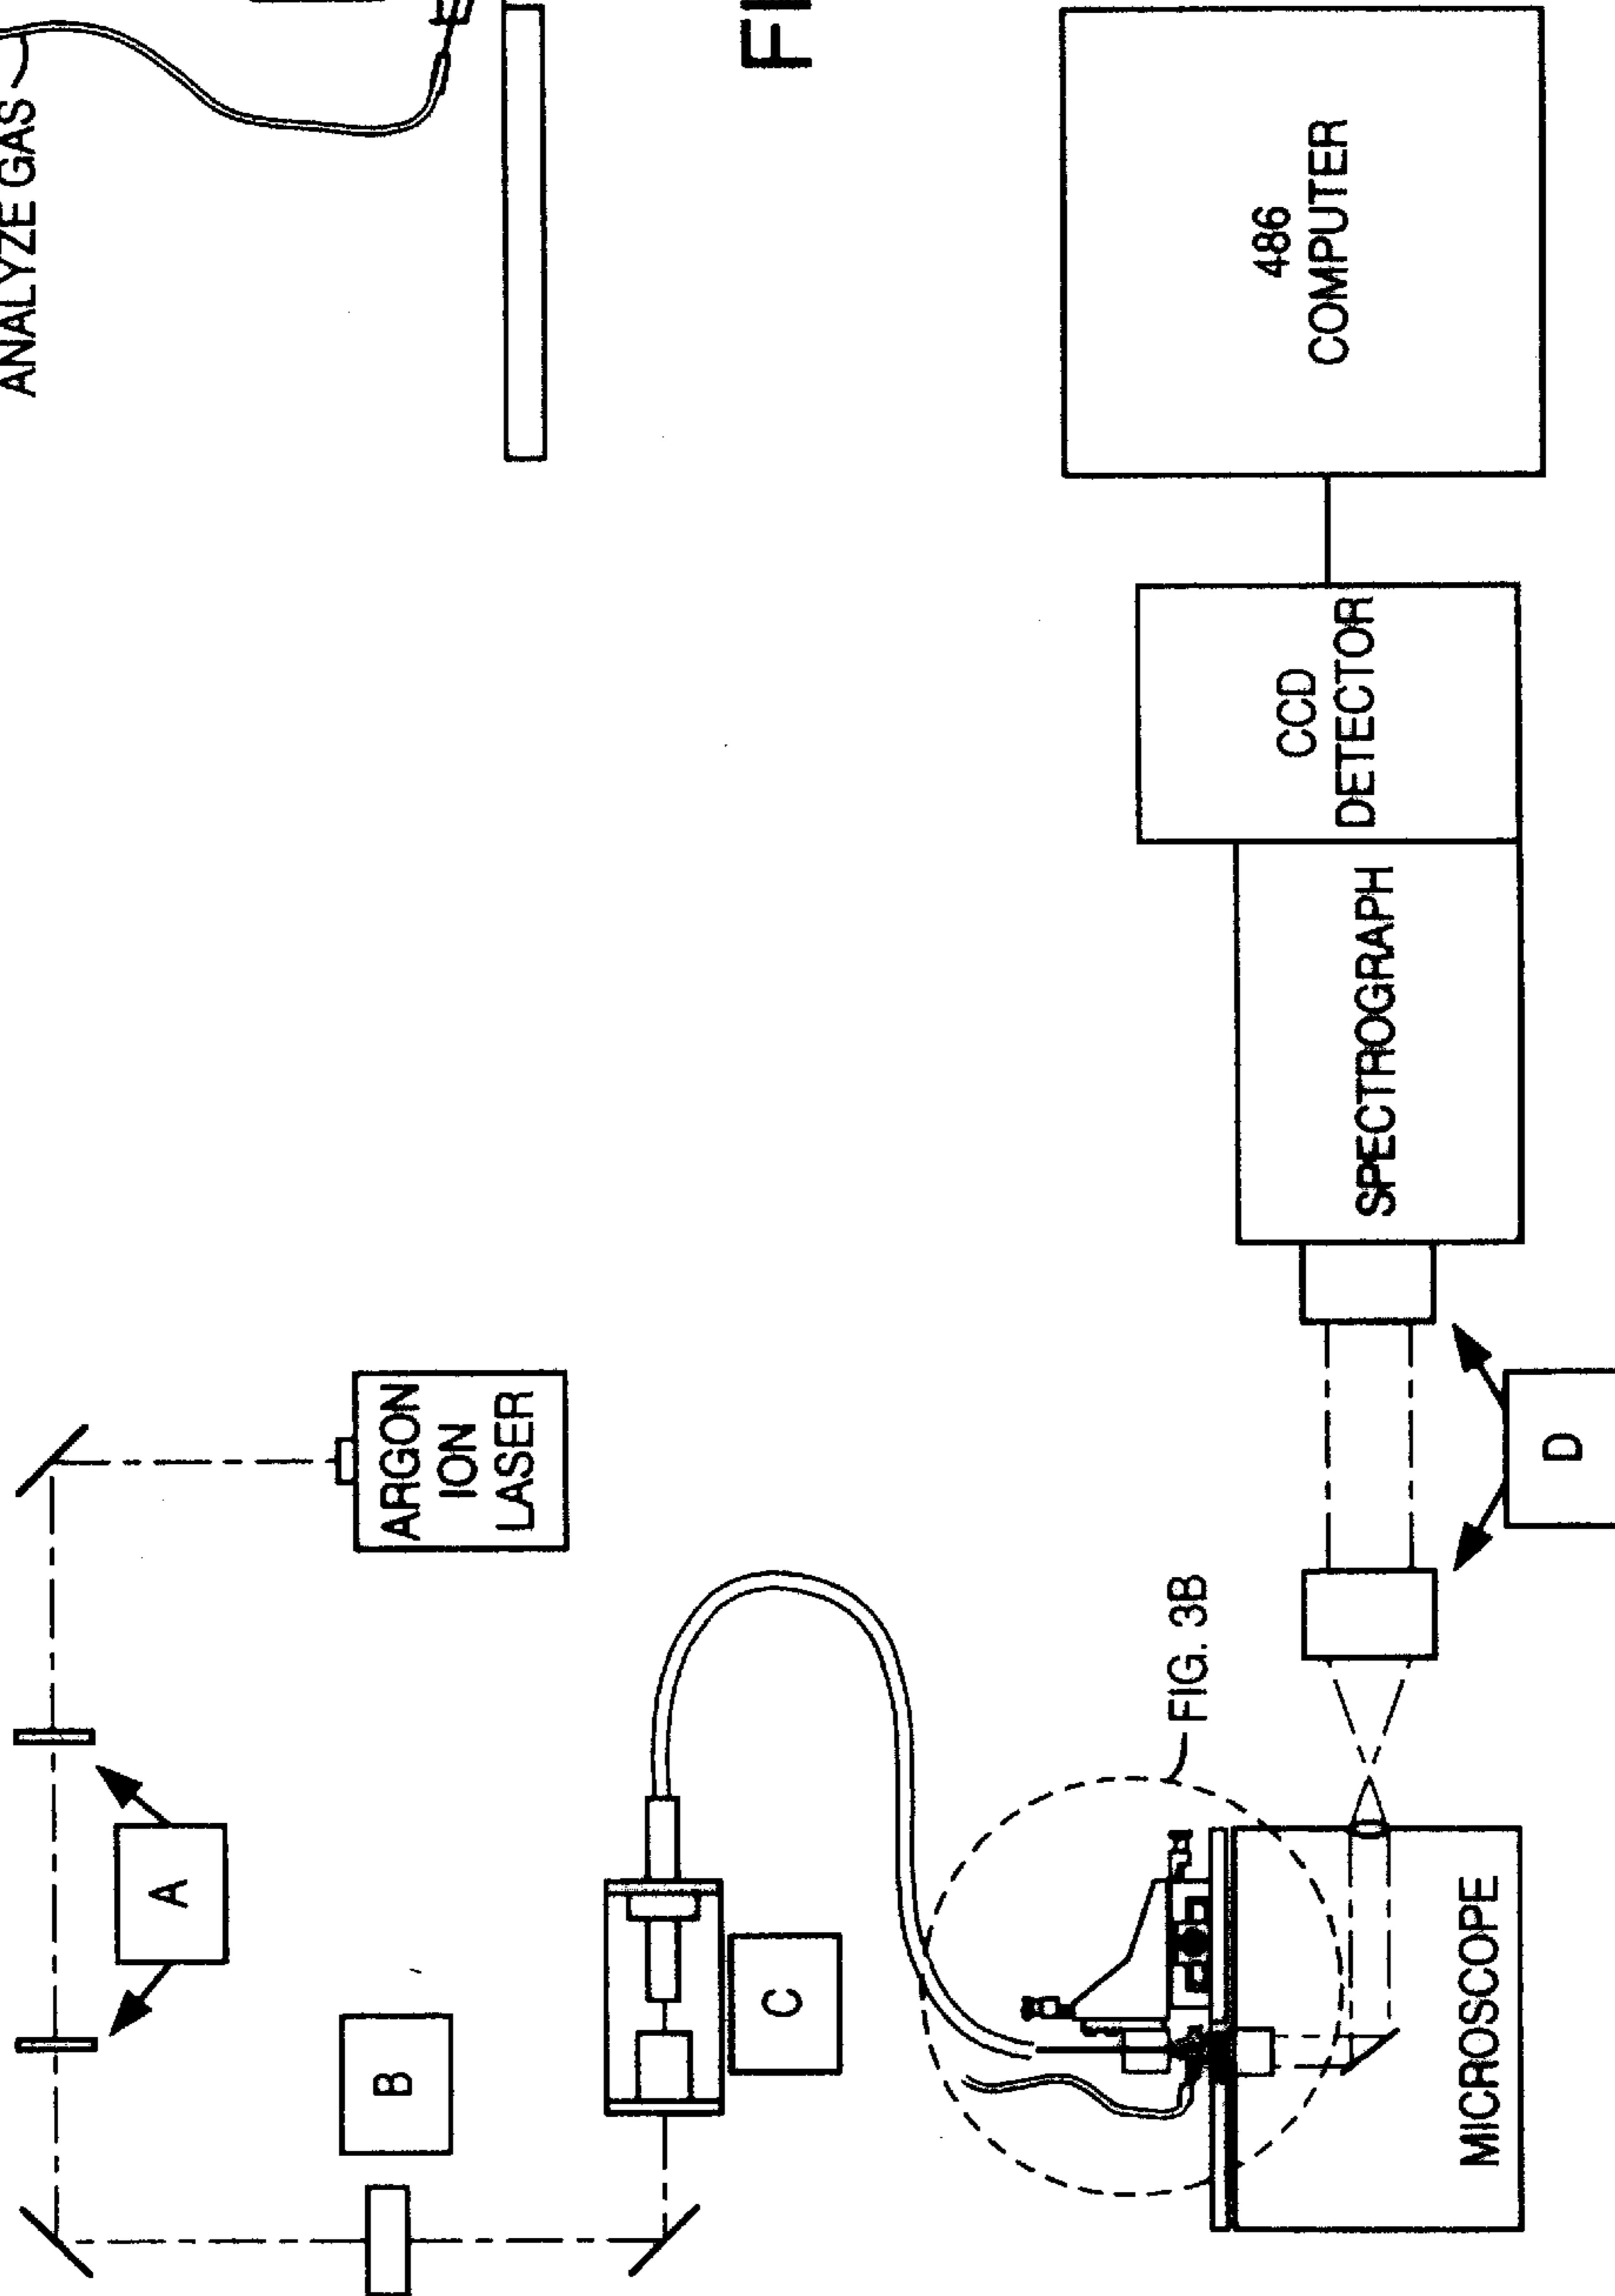 ANALYZE GAS
A
B
C
ARGON
ION
LASER
FIG. 3B
MICROSCOPE
D
SPECTROGRAPH
CCD
DETECTOR
486
COMPUTER